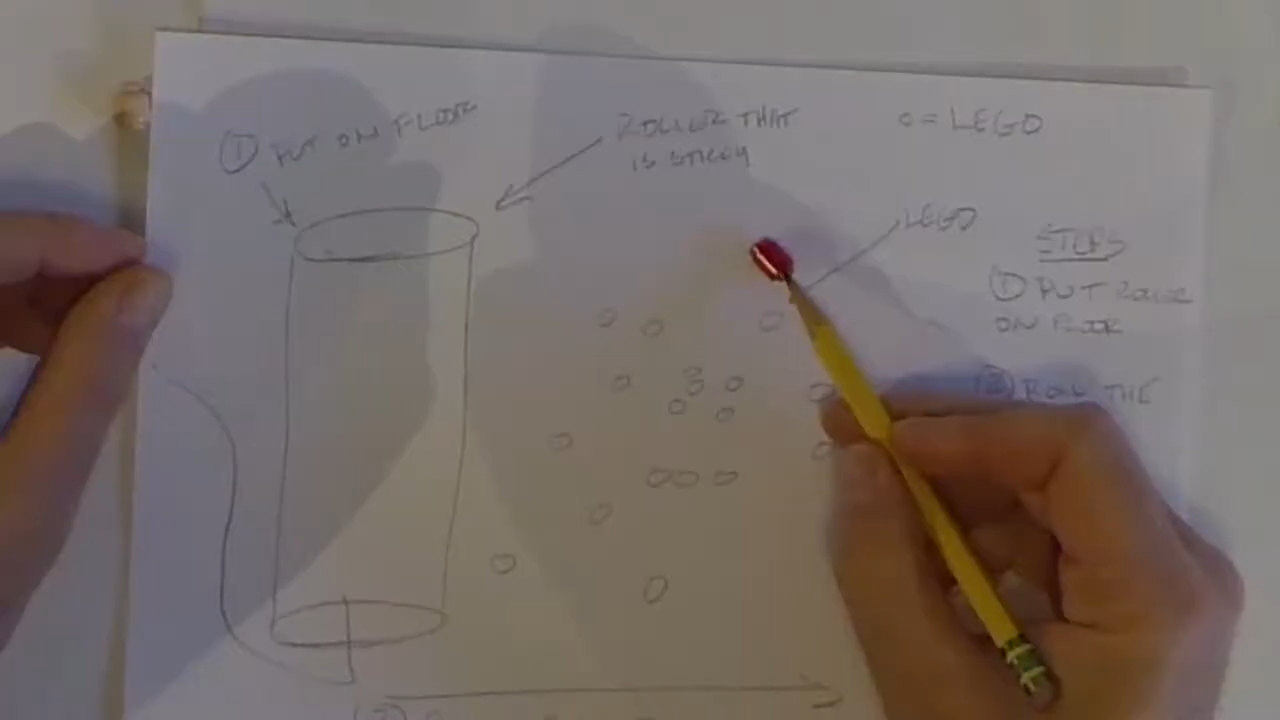 ① PUT ON FLOOR
ROLLER THAT
IS STICKY
o = LEGO
LEGO
STEPS
① PUT ROLLER
ON FLOOR
② ROLL THE
②